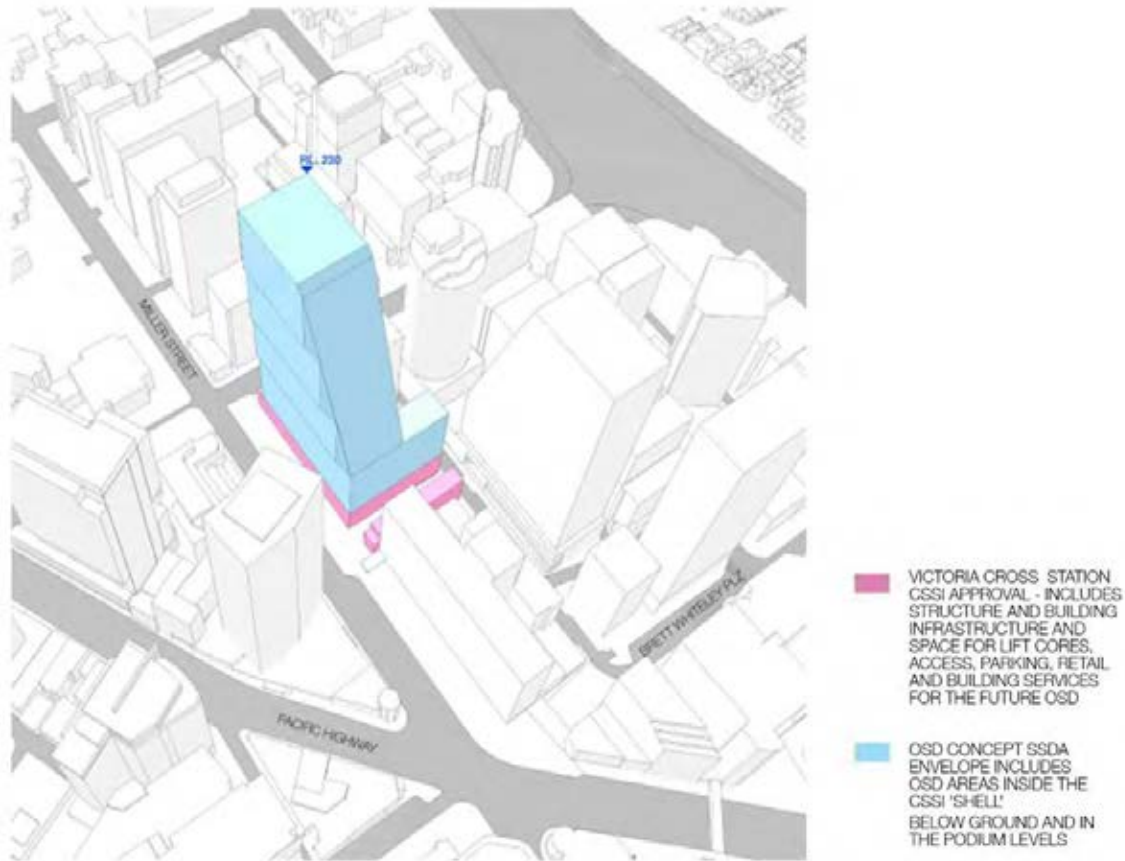 RL. 230
MILLER STREET
BRETT WHITELEY PLZ
PACIFIC HIGHWAY
VICTORIA CROSS STATION
CSSI APPROVAL - INCLUDES
STRUCTURE AND BUILDING
INFRASTRUCTURE AND
SPACE FOR LIFT CORES,
ACCESS, PARKING, RETAIL
AND BUILDING SERVICES
FOR THE FUTURE OSD
OSD CONCEPT SSDA
ENVELOPE INCLUDES
OSD AREAS INSIDE THE
CSSI 'SHELL'
BELOW GROUND AND IN
THE PODIUM LEVELS